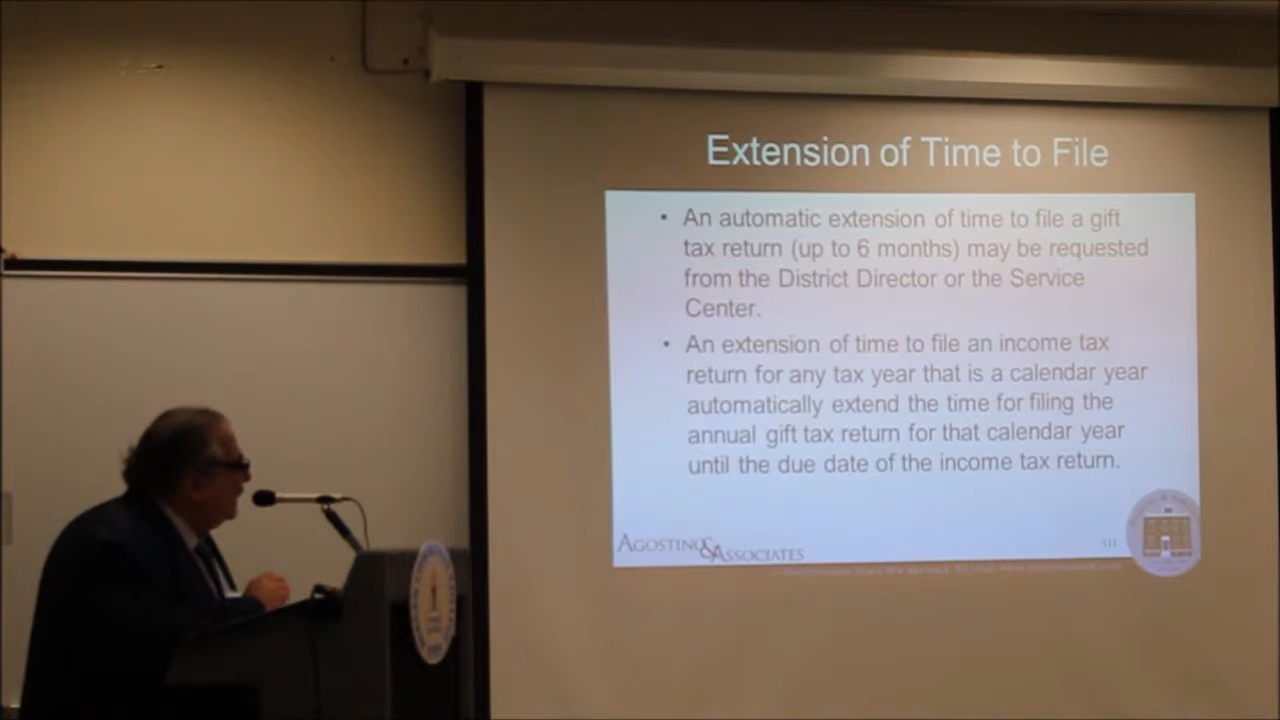 Extension of Time to File
• An automatic extension of time to file a gift
tax return (up to 6 months) may be requested
from the District Director or the Service
Center.
• An extension of time to file an income tax
return for any tax year that is a calendar year
automatically extend the time for filing the
annual gift tax return for that calendar year
until the due date of the income tax return.
AGOSTINO & ASSOCIATES
111